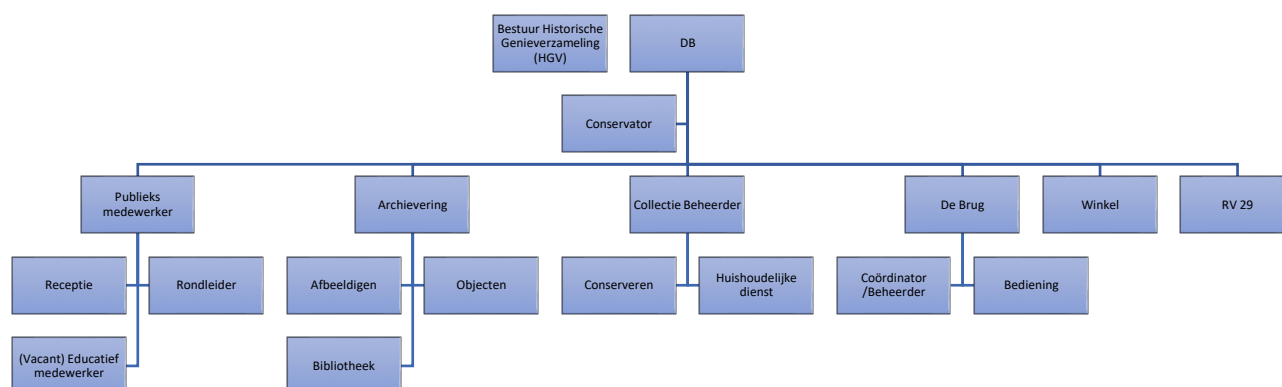 Bestuur Historische
Genieverzameling
(HGV)
DB
Conservator
Publieks
medewerker
Archievering
Collectie Beheerder
De Brug
Winkel
RV 29
Receptie
Rondleider
Afbeeldigen
Objecten
Conserveren
Huishoudelijke
dienst
Coördinator
/Beheerder
Bediening
(Vacant) Educatief
medewerker
Bibliotheek